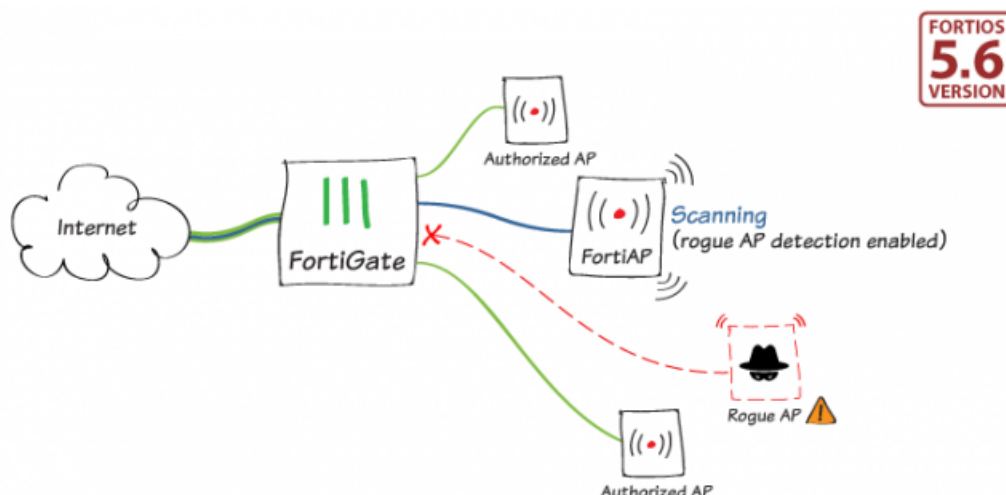 FORTIOS
5.6
VERSION
Authorized AP
Internet
FortiGate
FortiAP
Scanning
(rogue AP detection enabled)
Rogue AP
!
Authorized AP